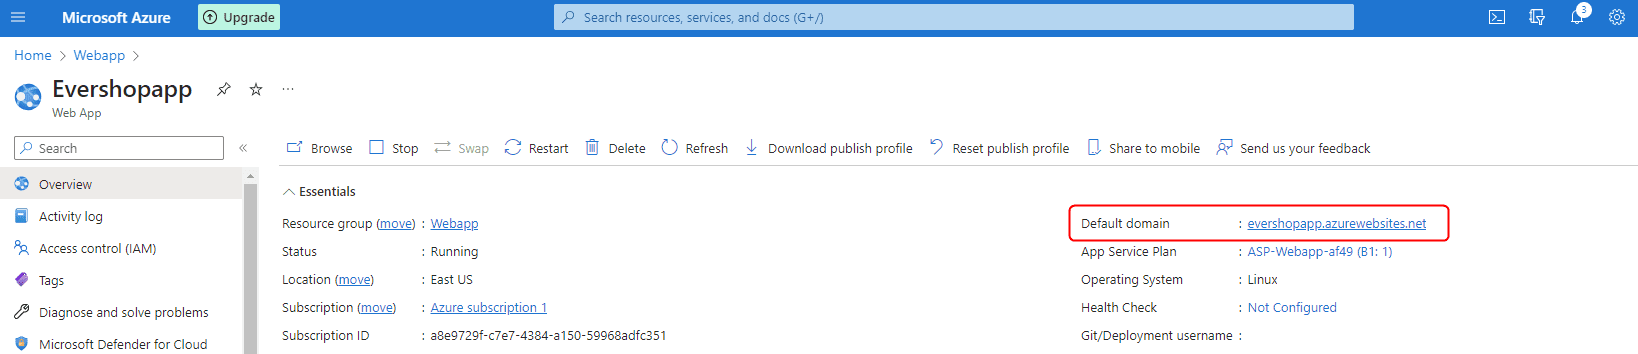 Microsoft Azure Upgrade Search resources, services, and docs (G+/) 3
Home > Webapp >
Evershopapp ...
Web App
Search «
Browse Stop Swap Restart Delete Refresh Download publish profile Reset publish profile Share to mobile Send us your feedback
Overview
Activity log
Access control (IAM)
Tags
Diagnose and solve problems
Microsoft Defender for Cloud
Essentials
Resource group (move) : Webapp
Status : Running
Location (move) : East US
Subscription (move) : Azure subscription 1
Subscription ID : a8e9729f-c7e7-4384-a150-59968adfc351
Default domain : evershopapp.azurewebsites.net
App Service Plan : ASP-Webapp-af49 (B1: 1)
Operating System : Linux
Health Check : Not Configured
Git/Deployment username :